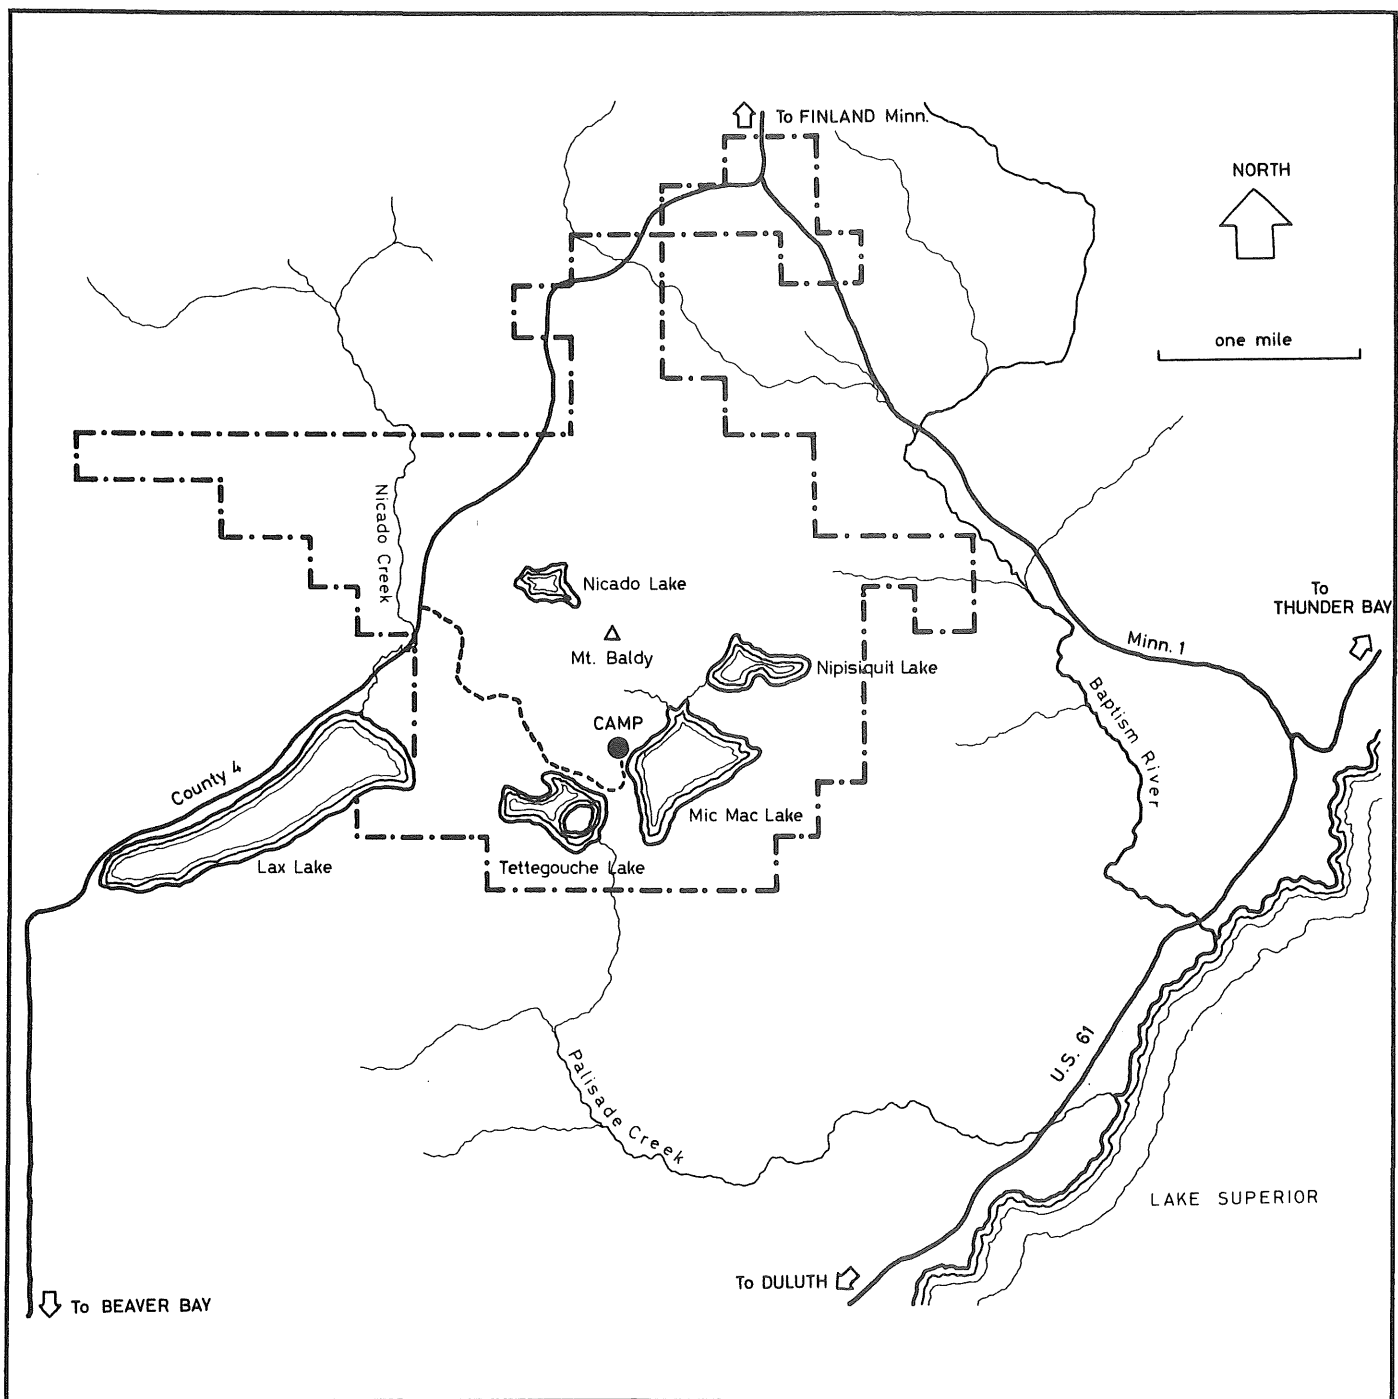 To FINLAND Minn.
NORTH
one mile
Nicado Creek
Nicado Lake
To
THUNDER BAY
Mt. Baldy
Minn. 1
Nipisiquit Lake
Baptism River
CAMP
County 4
Mic Mac Lake
Lax Lake
Tettegouche Lake
U.S. 61
Palisade Creek
LAKE SUPERIOR
To DULUTH
To BEAVER BAY